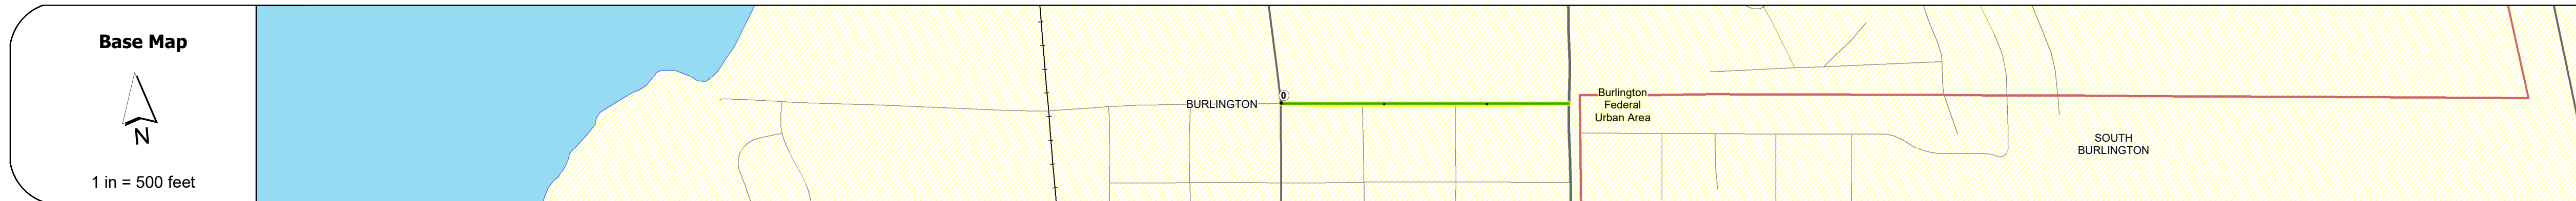 Base Map
N
1 in = 500 feet
BURLINGTON
0
Burlington
Federal
Urban Area
SOUTH
BURLINGTON